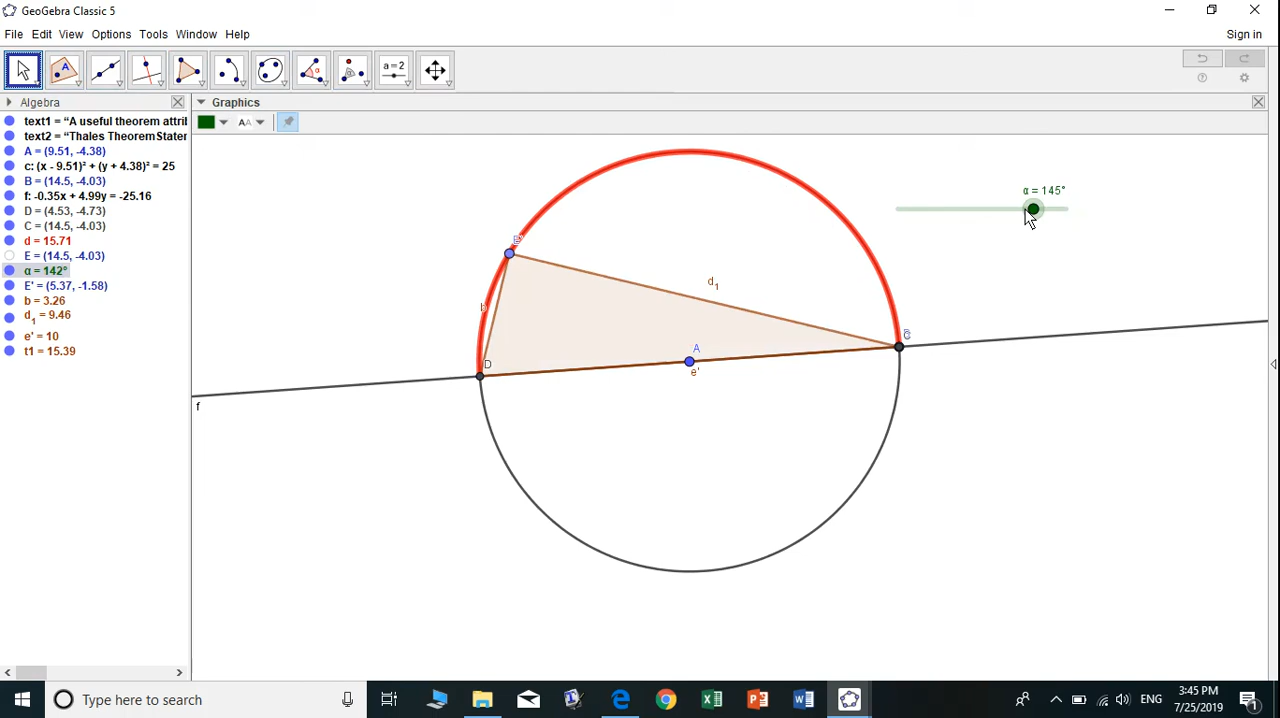 GeoGebra Classic 5
File Edit View Options Tools Window Help
Sign in
a = 2
Algebra
Graphics
AA
text1 = “A useful theorem attril
text2 = “Thales Theorem Stater
A = (9.51, -4.38)
c: (x - 9.51)² + (y + 4.38)² = 25
B = (14.5, -4.03)
f: -0.35x + 4.99y = -25.16
D = (4.53, -4.73)
C = (14.5, -4.03)
d = 15.71
E = (14.5, -4.03)
α = 142°
E' = (5.37, -1.58)
b = 3.26
d₁ = 9.46
e' = 10
t1 = 15.39
α = 145°
E'
d₁
b
C
A
D
e'
f
Type here to search
ENG
3:45 PM
7/25/2019
1